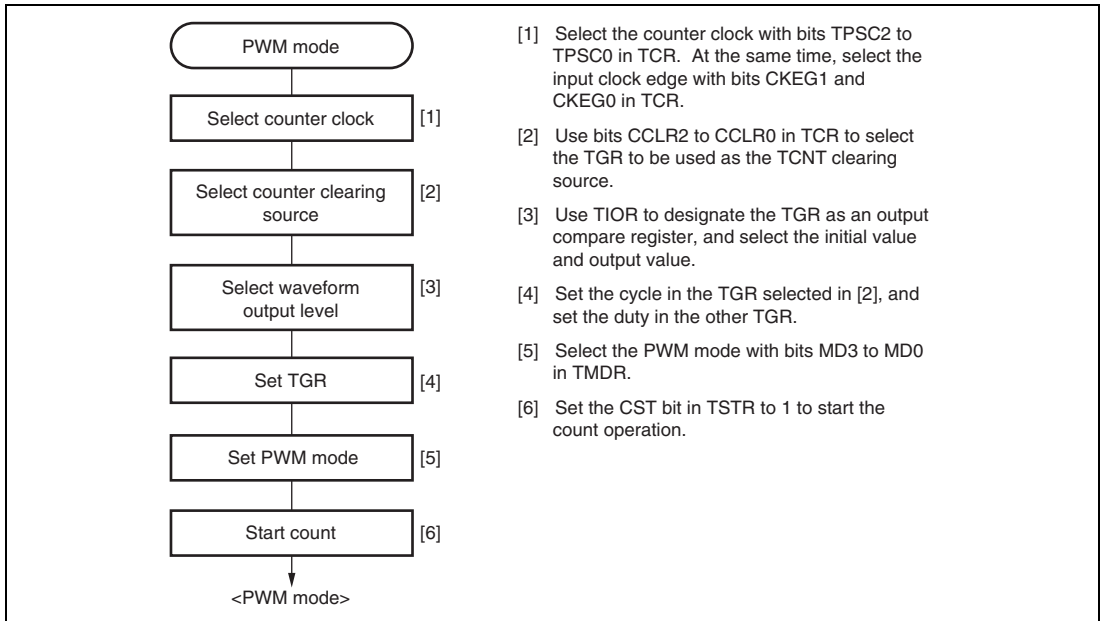 PWM mode
Select counter clock
[1]
Select counter clearing
source
[2]
Select waveform
output level
[3]
Set TGR
[4]
Set PWM mode
[5]
Start count
[6]
<PWM mode>
[1] Select the counter clock with bits TPSC2 to
TPSC0 in TCR. At the same time, select the
input clock edge with bits CKEG1 and
CKEG0 in TCR.
[2] Use bits CCLR2 to CCLR0 in TCR to select
the TGR to be used as the TCNT clearing
source.
[3] Use TIOR to designate the TGR as an output
compare register, and select the initial value
and output value.
[4] Set the cycle in the TGR selected in [2], and
set the duty in the other TGR.
[5] Select the PWM mode with bits MD3 to MD0
in TMDR.
[6] Set the CST bit in TSTR to 1 to start the
count operation.